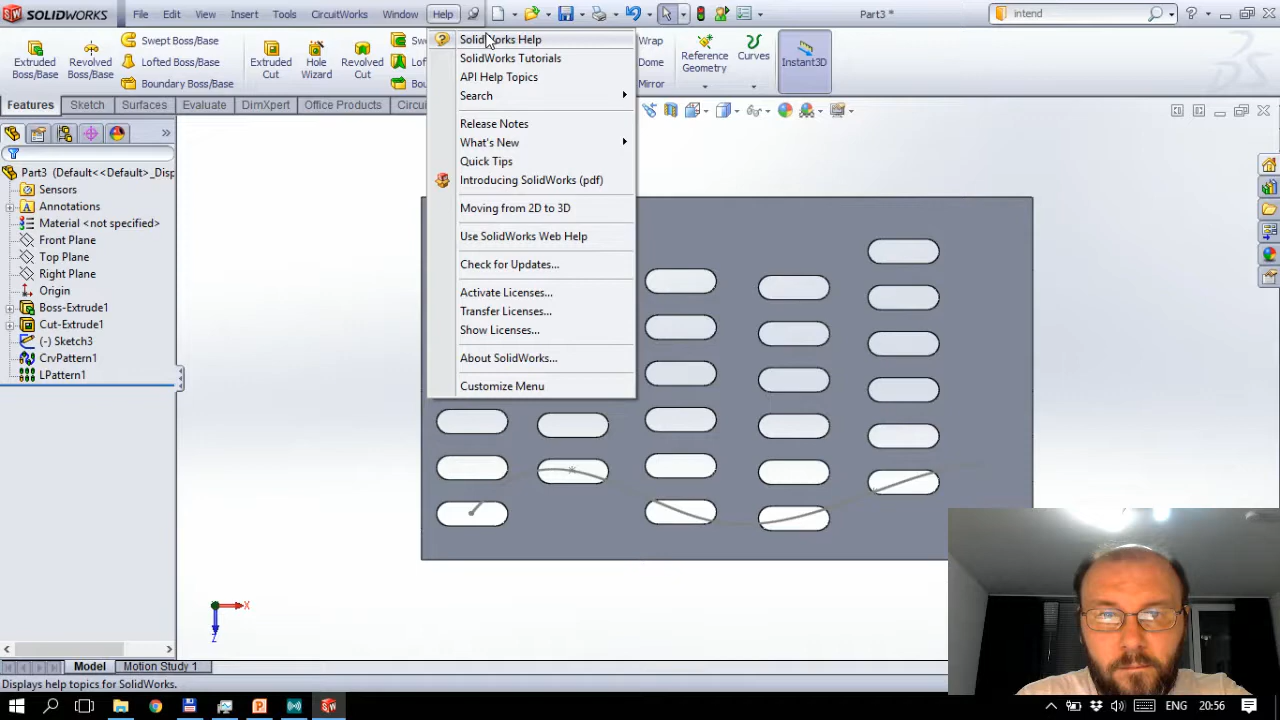 SOLIDWORKS File Edit View Insert Tools CircuitWorks Window Help Part3 * intend
Extruded Boss/Base
Revolved Boss/Base
Swept Boss/Base
Lofted Boss/Base
Boundary Boss/Base
Extruded Cut
Hole Wizard
Revolved Cut
Wrap
Dome
Mirror
Reference Geometry
Curves
Instant3D
Features Sketch Surfaces Evaluate DimXpert Office Products
SolidWorks Help
SolidWorks Tutorials
API Help Topics
Search
Release Notes
What's New
Quick Tips
Introducing SolidWorks (pdf)
Moving from 2D to 3D
Use SolidWorks Web Help
Check for Updates...
Activate Licenses...
Transfer Licenses...
Show Licenses...
About SolidWorks...
Customize Menu
Part3 (Default<<Default>_Disp
Sensors
Annotations
Material <not specified>
Front Plane
Top Plane
Right Plane
Origin
Boss-Extrude1
Cut-Extrude1
(-) Sketch3
CrvPattern1
LPattern1
X
Z
Model Motion Study 1
Displays help topics for SolidWorks.
ENG 20:56